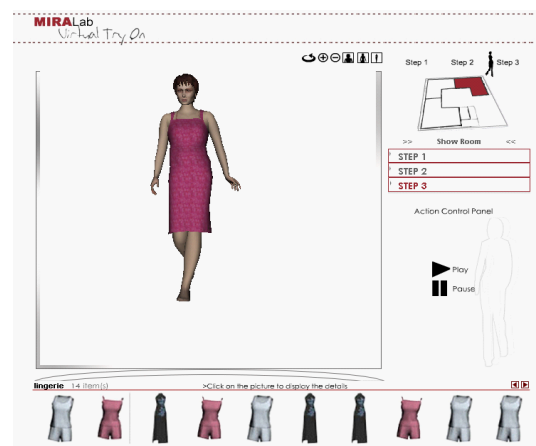 MIRALab
Virtual Try On
Step 1 Step 2 Step 3
>> Show Room <<
STEP 1
STEP 2
STEP 3
Action Control Panel
Play
Pause
lingerie 14 item(s) >Click on the picture to display the details